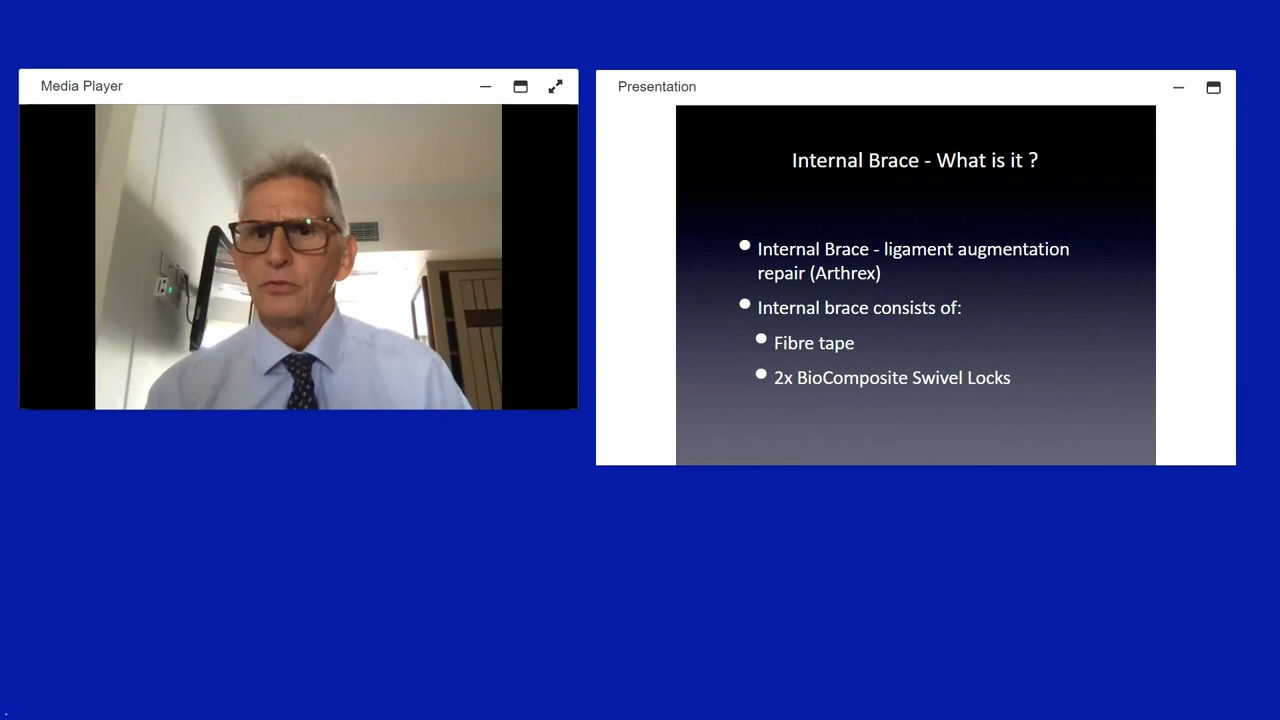 Media Player
Presentation
Internal Brace - What is it ?
Internal Brace - ligament augmentation
repair (Arthrex)
Internal brace consists of:
Fibre tape
2x BioComposite Swivel Locks